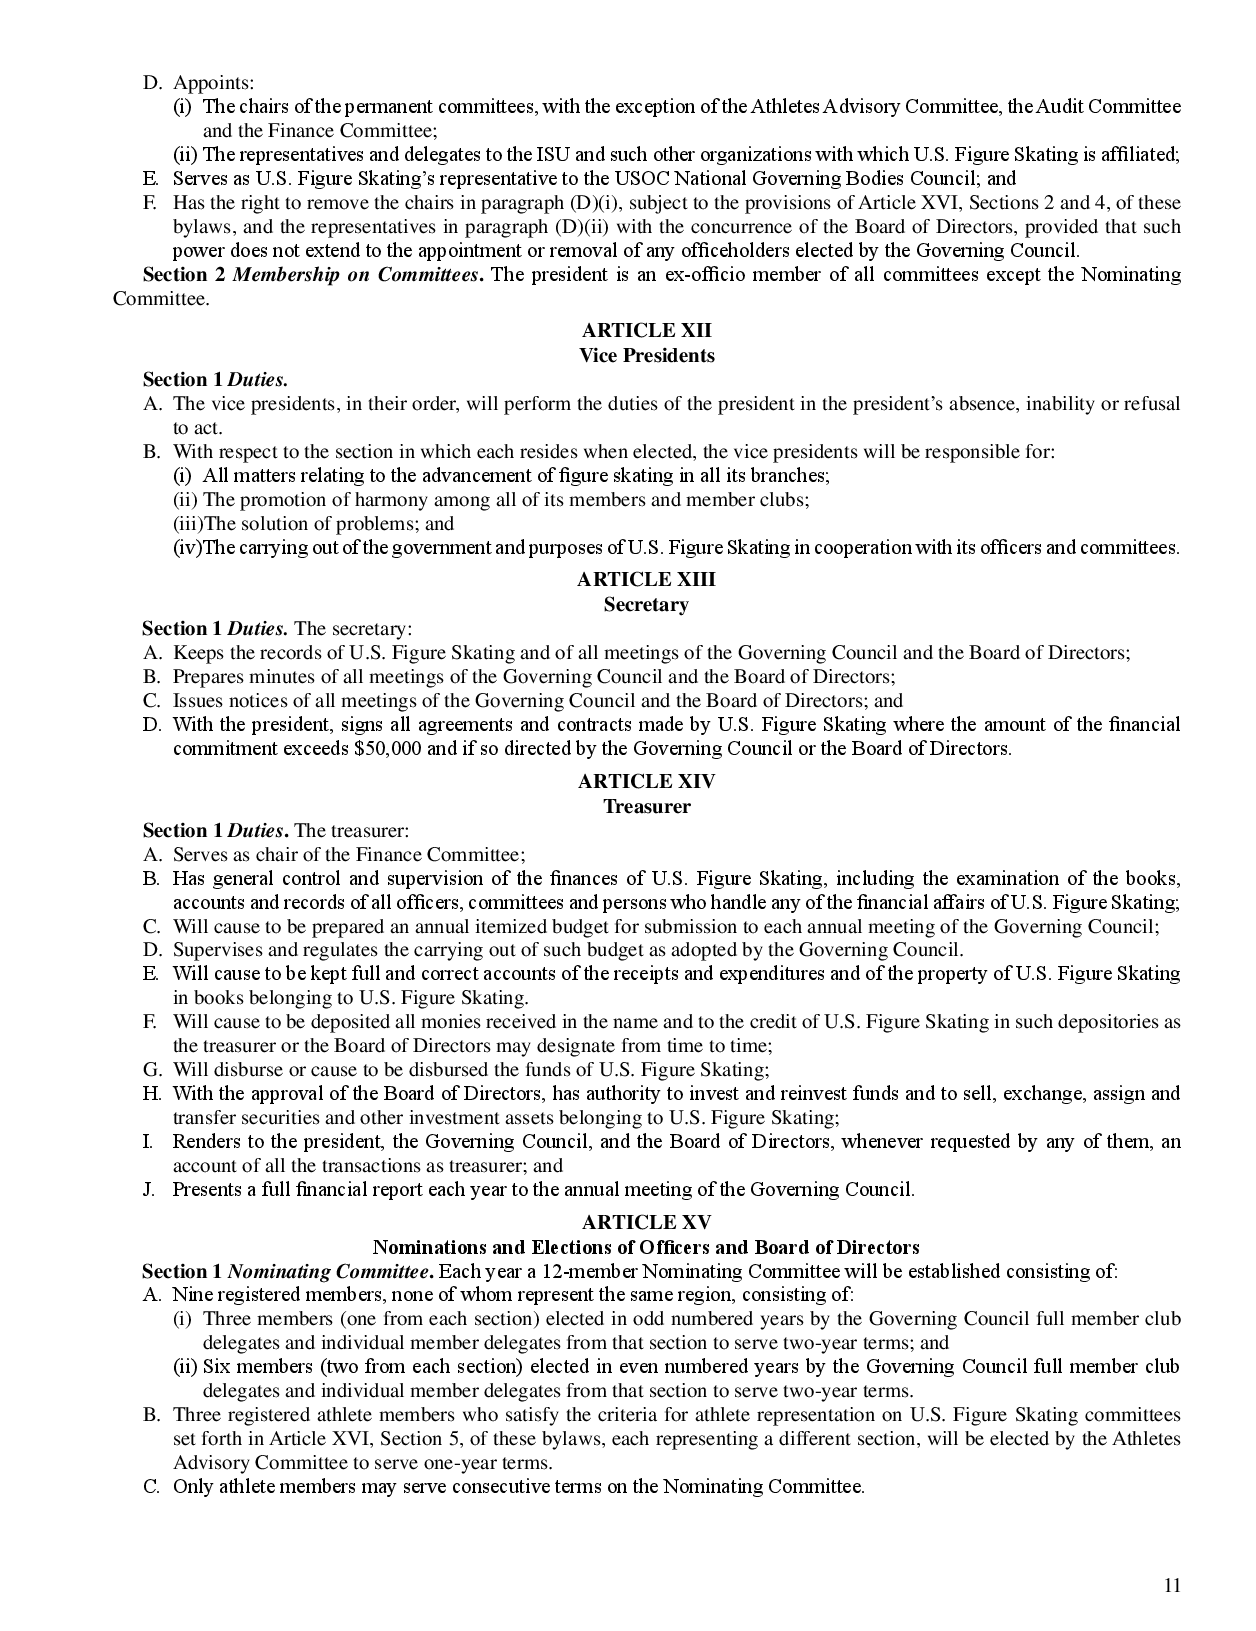 D. Appoints:
(i) The chairs of the permanent committees, with the exception of the Athletes Advisory Committee, the Audit Committee
and the Finance Committee;
(ii) The representatives and delegates to the ISU and such other organizations with which U.S. Figure Skating is affiliated;
E. Serves as U.S. Figure Skating’s representative to the USOC National Governing Bodies Council; and
F. Has the right to remove the chairs in paragraph (D)(i), subject to the provisions of Article XVI, Sections 2 and 4, of these
bylaws, and the representatives in paragraph (D)(ii) with the concurrence of the Board of Directors, provided that such
power does not extend to the appointment or removal of any officeholders elected by the Governing Council.
Section 2 Membership on Committees. The president is an ex-officio member of all committees except the Nominating
Committee.
ARTICLE XII
Vice Presidents
Section 1 Duties.
A. The vice presidents, in their order, will perform the duties of the president in the president’s absence, inability or refusal
to act.
B. With respect to the section in which each resides when elected, the vice presidents will be responsible for:
(i) All matters relating to the advancement of figure skating in all its branches;
(ii) The promotion of harmony among all of its members and member clubs;
(iii)The solution of problems; and
(iv)The carrying out of the government and purposes of U.S. Figure Skating in cooperation with its officers and committees.
ARTICLE XIII
Secretary
Section 1 Duties. The secretary:
A. Keeps the records of U.S. Figure Skating and of all meetings of the Governing Council and the Board of Directors;
B. Prepares minutes of all meetings of the Governing Council and the Board of Directors;
C. Issues notices of all meetings of the Governing Council and the Board of Directors; and
D. With the president, signs all agreements and contracts made by U.S. Figure Skating where the amount of the financial
commitment exceeds $50,000 and if so directed by the Governing Council or the Board of Directors.
ARTICLE XIV
Treasurer
Section 1 Duties. The treasurer:
A. Serves as chair of the Finance Committee;
B. Has general control and supervision of the finances of U.S. Figure Skating, including the examination of the books,
accounts and records of all officers, committees and persons who handle any of the financial affairs of U.S. Figure Skating;
C. Will cause to be prepared an annual itemized budget for submission to each annual meeting of the Governing Council;
D. Supervises and regulates the carrying out of such budget as adopted by the Governing Council.
E. Will cause to be kept full and correct accounts of the receipts and expenditures and of the property of U.S. Figure Skating
in books belonging to U.S. Figure Skating.
F. Will cause to be deposited all monies received in the name and to the credit of U.S. Figure Skating in such depositories as
the treasurer or the Board of Directors may designate from time to time;
G. Will disburse or cause to be disbursed the funds of U.S. Figure Skating;
H. With the approval of the Board of Directors, has authority to invest and reinvest funds and to sell, exchange, assign and
transfer securities and other investment assets belonging to U.S. Figure Skating;
I. Renders to the president, the Governing Council, and the Board of Directors, whenever requested by any of them, an
account of all the transactions as treasurer; and
J. Presents a full financial report each year to the annual meeting of the Governing Council.
ARTICLE XV
Nominations and Elections of Officers and Board of Directors
Section 1 Nominating Committee. Each year a 12-member Nominating Committee will be established consisting of:
A. Nine registered members, none of whom represent the same region, consisting of:
(i) Three members (one from each section) elected in odd numbered years by the Governing Council full member club
delegates and individual member delegates from that section to serve two-year terms; and
(ii) Six members (two from each section) elected in even numbered years by the Governing Council full member club
delegates and individual member delegates from that section to serve two-year terms.
B. Three registered athlete members who satisfy the criteria for athlete representation on U.S. Figure Skating committees
set forth in Article XVI, Section 5, of these bylaws, each representing a different section, will be elected by the Athletes
Advisory Committee to serve one-year terms.
C. Only athlete members may serve consecutive terms on the Nominating Committee.
11